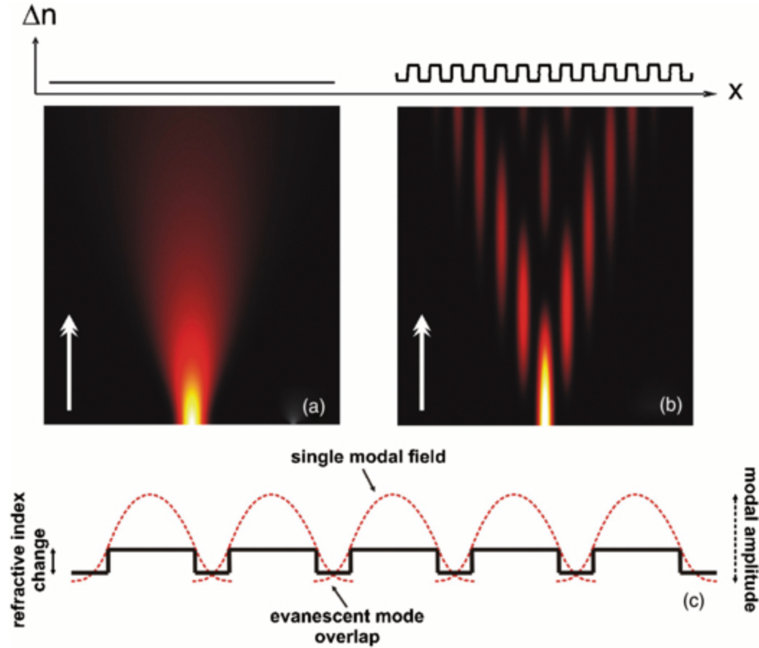 Δn
x
(a)
(b)
single modal field
refractive index
change
modal amplitude
evanescent mode
overlap
(c)